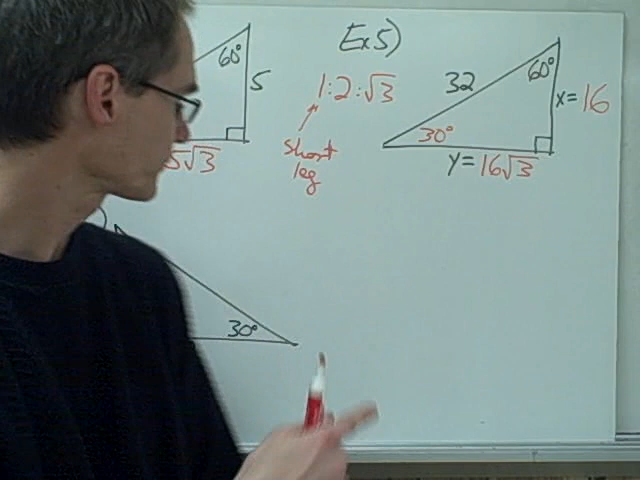 60°
5
5√3
Ex 5)
1:2:√3
short
leg
32
60°
x=16
30°
y=16√3
)
30°